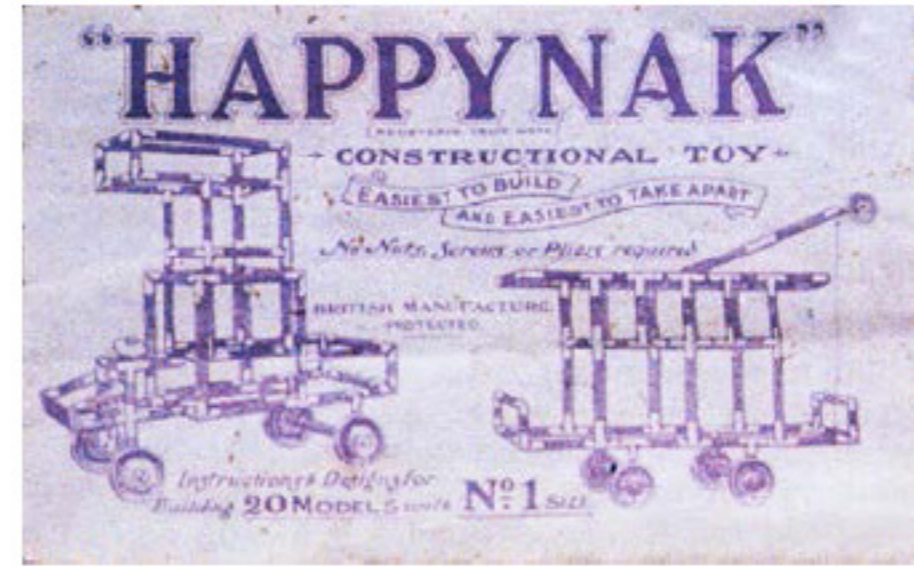 “HAPPYNAK”
CONSTRUCTIONAL TOY
EASIEST TO BUILD
AND EASIEST TO TAKE APART
No Nuts, Screws or Pliers required
BRITISH MANUFACTURE
PROTECTED.
Instructions & Designs for
Building 20 MODELS with No. 1 SET.